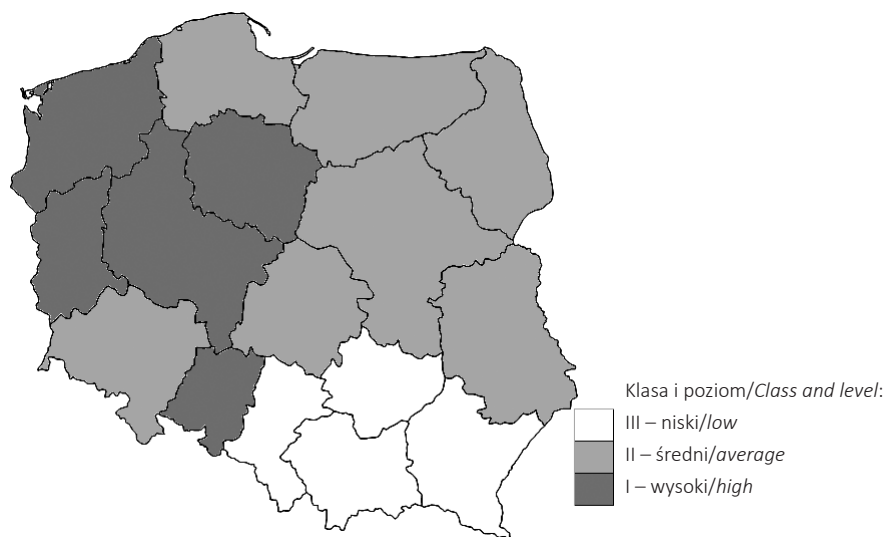 Klasa i poziom/Class and level:
III – niski/low
II – średni/average
I – wysoki/high